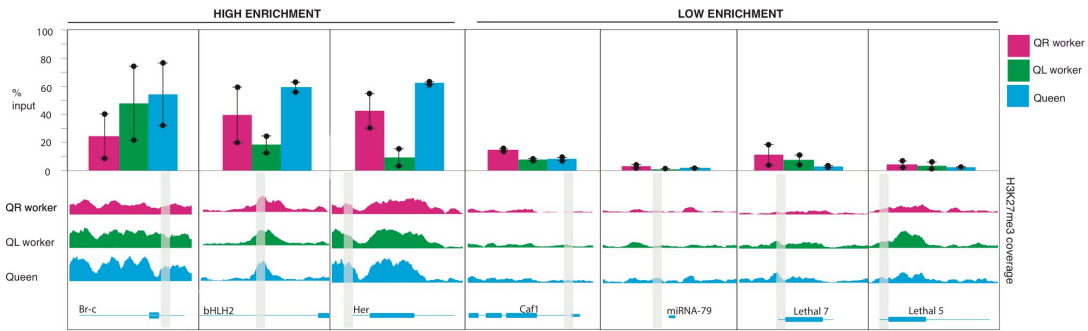 HIGH ENRICHMENT
LOW ENRICHMENT
100
80
60
40
20
0
%
input
QR worker
QL worker
Queen
QR worker
QL worker
Queen
H3K27me3 coverage
Br-c
bHLH2
Her
Caf1
miRNA-79
Lethal 7
Lethal 5